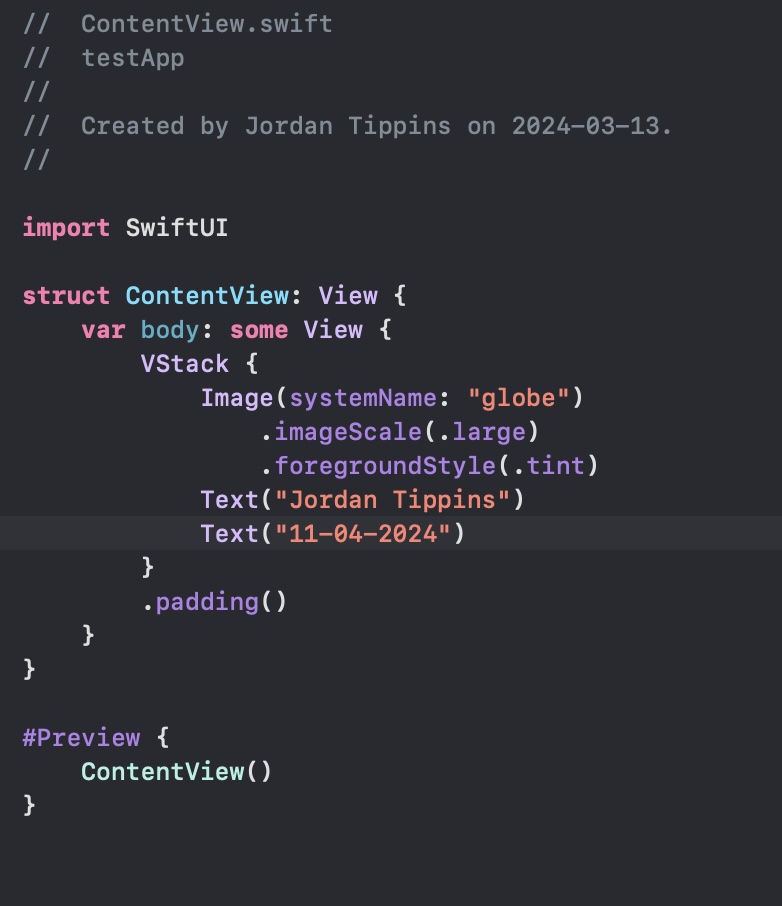 //  ContentView.swift
//  testApp
//
//  Created by Jordan Tippins on 2024-03-13.
//
import SwiftUI
struct ContentView: View {
    var body: some View {
        VStack {
            Image(systemName: "globe")
                .imageScale(.large)
                .foregroundStyle(.tint)
            Text("Jordan Tippins")
            Text("11-04-2024")
        }
        .padding()
    }
}
#Preview {
    ContentView()
}